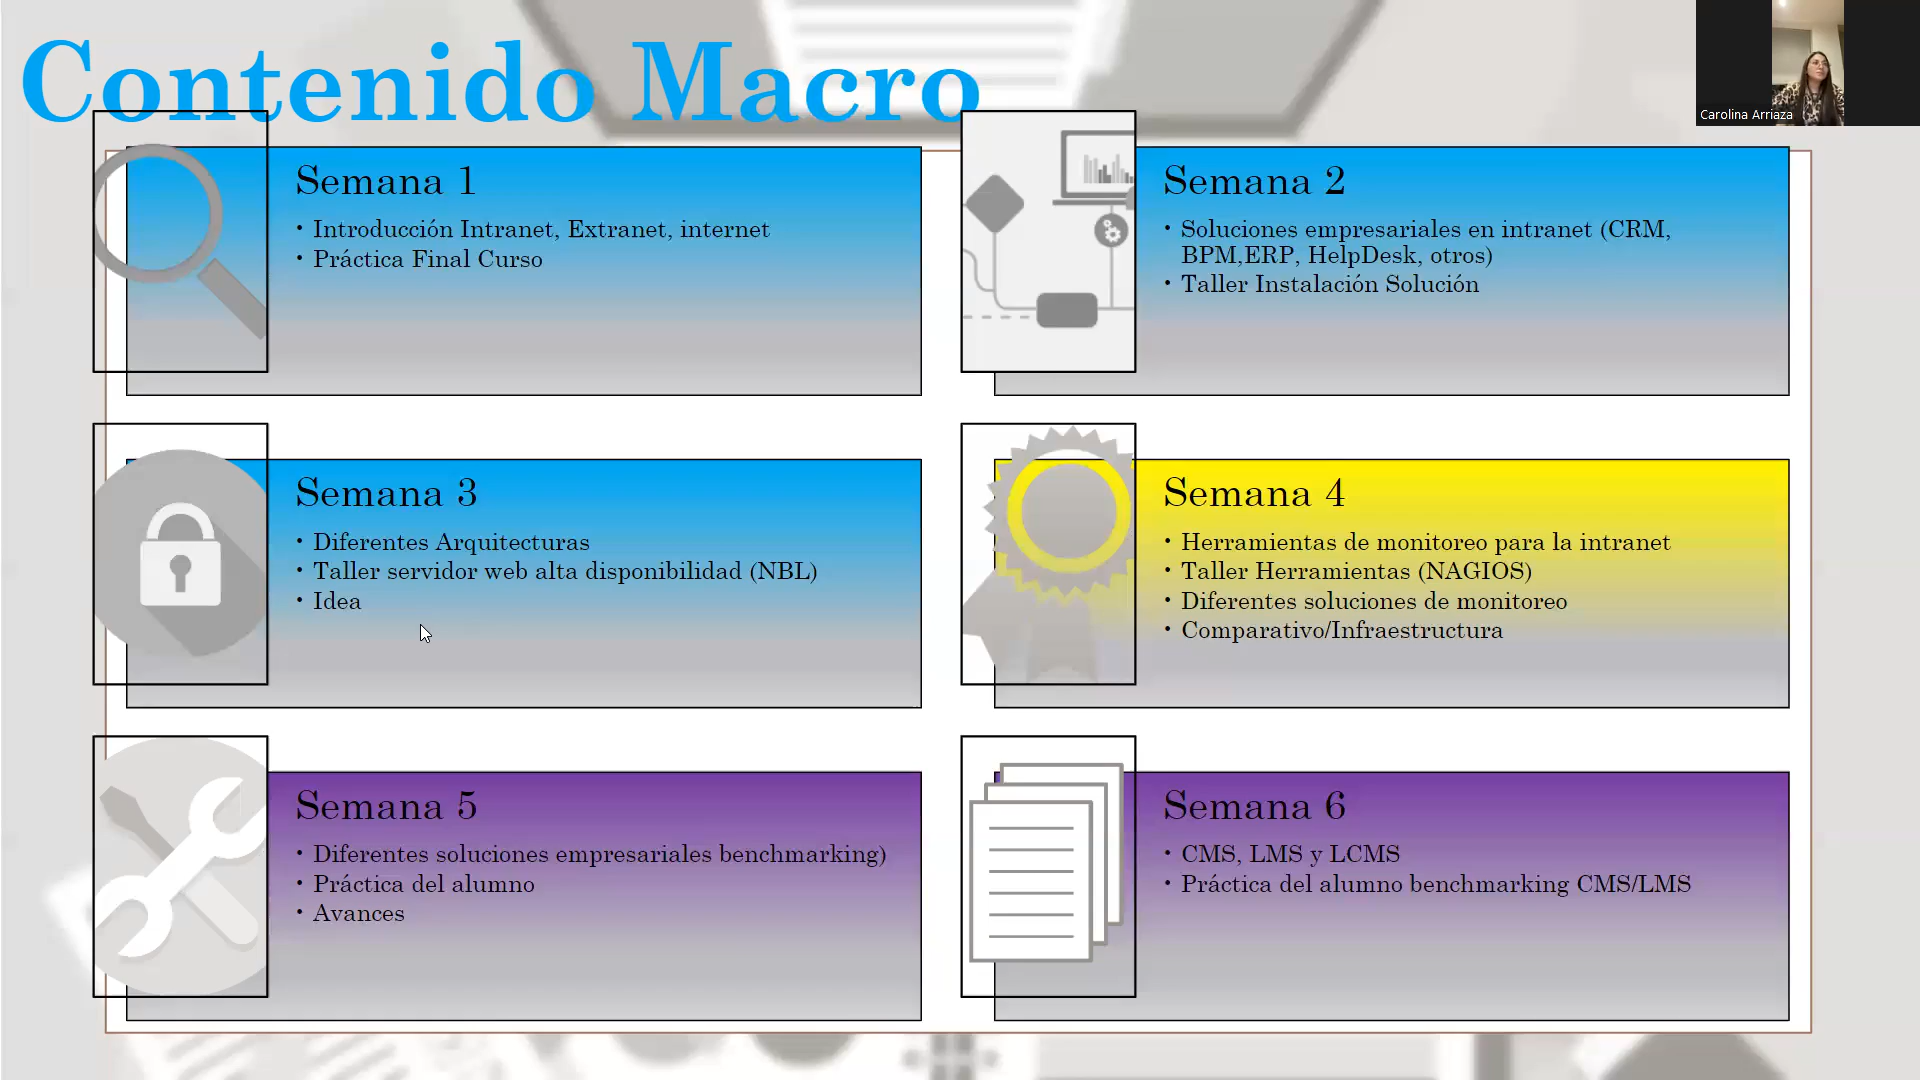 Contenido Macro
Carolina Arriaza
Semana 1
• Introducción Intranet, Extranet, internet
• Práctica Final Curso
Semana 2
• Soluciones empresariales en intranet (CRM,
BPM,ERP, HelpDesk, otros)
• Taller Instalación Solución
Semana 3
• Diferentes Arquitecturas
• Taller servidor web alta disponibilidad (NBL)
• Idea
Semana 4
• Herramientas de monitoreo para la intranet
• Taller Herramientas (NAGIOS)
• Diferentes soluciones de monitoreo
• Comparativo/Infraestructura
Semana 5
• Diferentes soluciones empresariales benchmarking)
• Práctica del alumno
• Avances
Semana 6
• CMS, LMS y LCMS
• Práctica del alumno benchmarking CMS/LMS